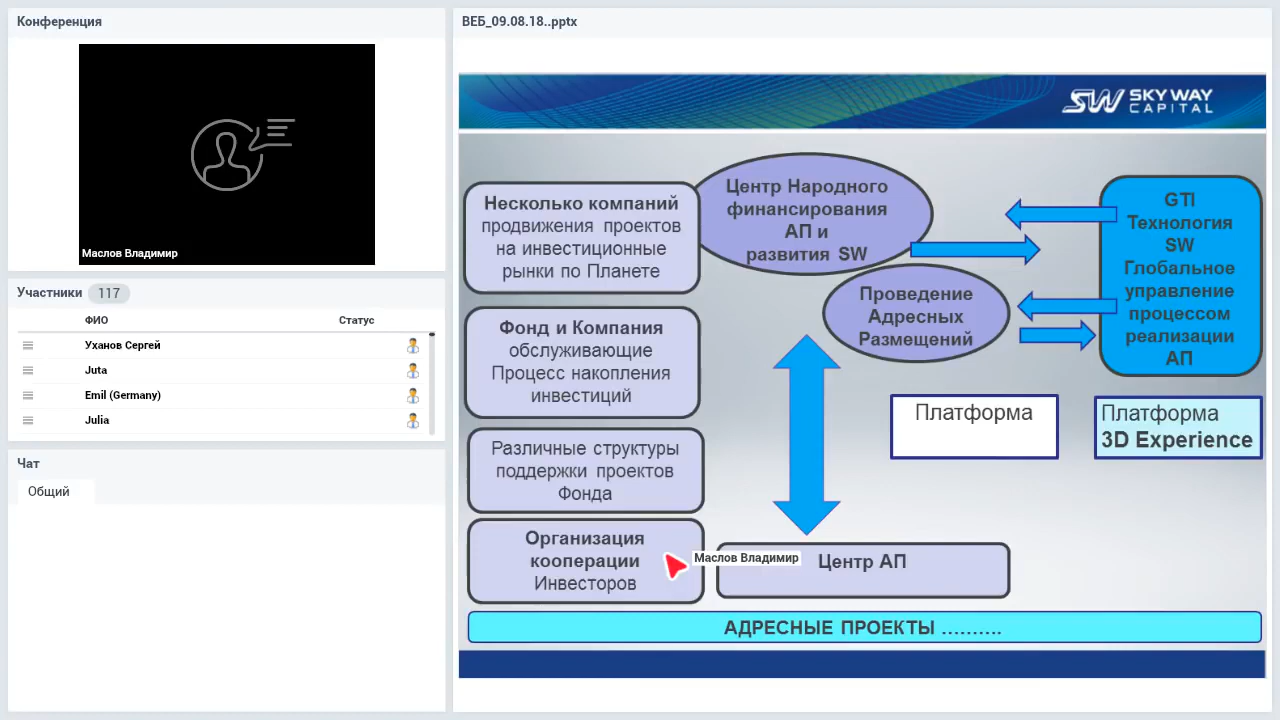 Конференция
Маслов Владимир
Участники 117
ФИО Статус
Уханов Сергей
Juta
Emil (Germany)
Julia
Чат
Общий
ВЕБ_09.08.18..pptx
SW SKY WAY
CAPITAL
Несколько компаний
продвижения проектов
на инвестиционные
рынки по Планете
Центр Народного
финансирования
АП и
развития SW
GTI
Технология
SW
Глобальное
управление
процессом
реализации
АП
Проведение
Адресных
Размещений
Фонд и Компания
обслуживающие
Процесс накопления
инвестиций
Платформа
Платформа
3D Experience
Различные структуры
поддержки проектов
Фонда
Организация
кооперации
Инвесторов
Маслов Владимир
Центр АП
АДРЕСНЫЕ ПРОЕКТЫ ..........